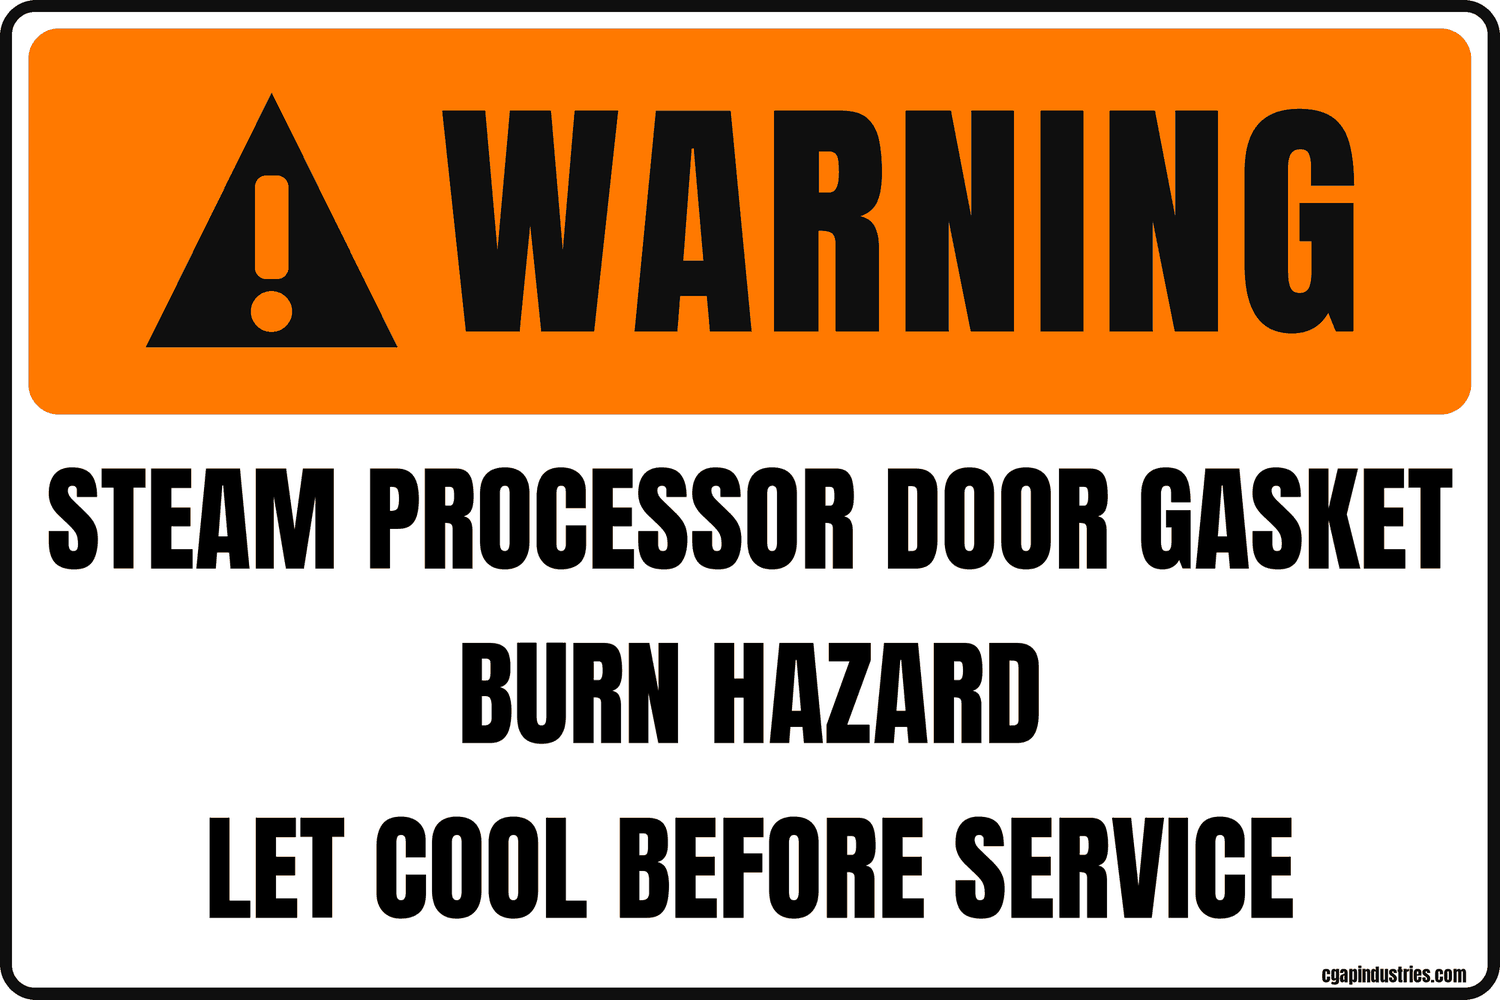 WARNING
STEAM PROCESSOR DOOR GASKET
BURN HAZARD
LET COOL BEFORE SERVICE
cgapindustries.com